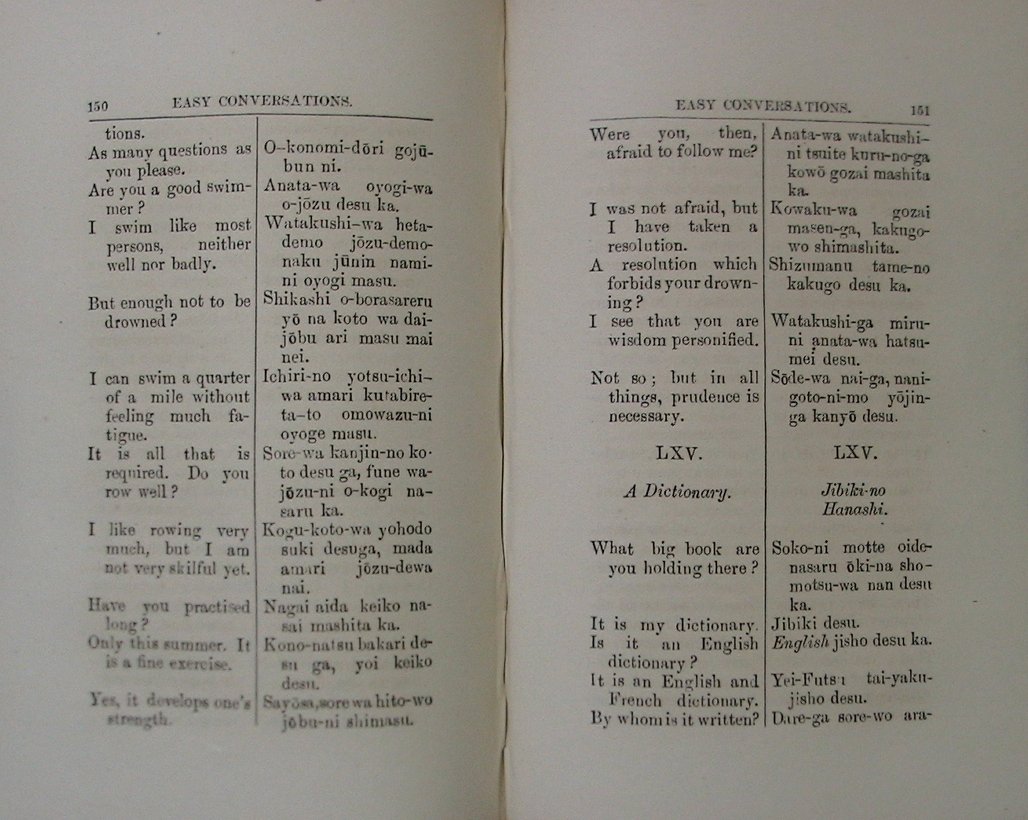 150
EASY CONVERSATIONS.
tions.
As many questions as
you please.
Are you a good swim-
mer ?
I swim like most
persons, neither
well nor badly.
But enough not to be
drowned ?
I can swim a quarter
of a mile without
feeling much fa-
tigue.
It is all that is
required. Do you
row well ?
I like rowing very
much, but I am
not very skilful yet.
Have you practised
long ?
Only this summer. It
is a fine exercise.
Yes, it develops one's
strength.
O-konomi-dōri gojū-
bun ni.
Anata-wa oyogi-wa
o-jōzu desu ka.
Watakushi-wa heta-
demo jōzu-demo-
naku jūnin nami-
ni oyogi masu.
Shikashi o-borasareru
yō na koto wa dai-
jōbu ari masu mai
nei.
Ichiri-no yotsu-ichi-
wa amari kutabire-
ta-to omowazu-ni
oyoge masu.
Sore-wa kanjin-no ko-
to desu ga, fune wa-
jōzu-ni o-kogi na-
saru ka.
Kogu-koto-wa yohodo
suki desuga, mada
amari jōzu-dewa
nai.
Nagai aida keiko na-
sai mashita ka.
Kono-natsu bakari de-
su ga, yoi keiko
desu.
Sayōsa, sore wa hito-wo
jōbu-ni shimasu.
EASY CONVERSATIONS.
151
Were you, then,
afraid to follow me?
I was not afraid, but
I have taken a
resolution.
A resolution which
forbids your drown-
ing ?
I see that you are
wisdom personified.
Not so ; but in all
things, prudence is
necessary.
LXV.
A Dictionary.
What big book are
you holding there ?
It is my dictionary.
Is it an English
dictionary ?
It is an English and
French dictionary.
By whom is it written?
Anata-wa watakushi-
ni tsuite kuru-no-ga
kowō gozai mashita
ka.
Kowaku-wa gozai
masen-ga, kakugo-
wo shimashita.
Shizumanu tame-no
kakugo desu ka.
Watakushi-ga miru-
ni anata-wa hatsu-
mei desu.
Sōde-wa nai-ga, nani-
goto-ni-mo yōjin-
ga kanyō desu.
LXV.
Jibiki-no
Hanashi.
Soko-ni motte oide-
nasaru ōki-na sho-
motsu-wa nan desu
ka.
Jibiki desu.
English jisho desu ka.
Yei-Futsu tai-yaku-
jisho desu.
Dare-ga sore-wo ara-